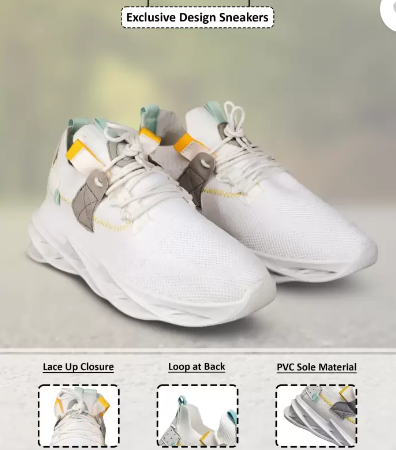 Exclusive Design Sneakers
Lace Up Closure
Loop at Back
PVC Sole Material